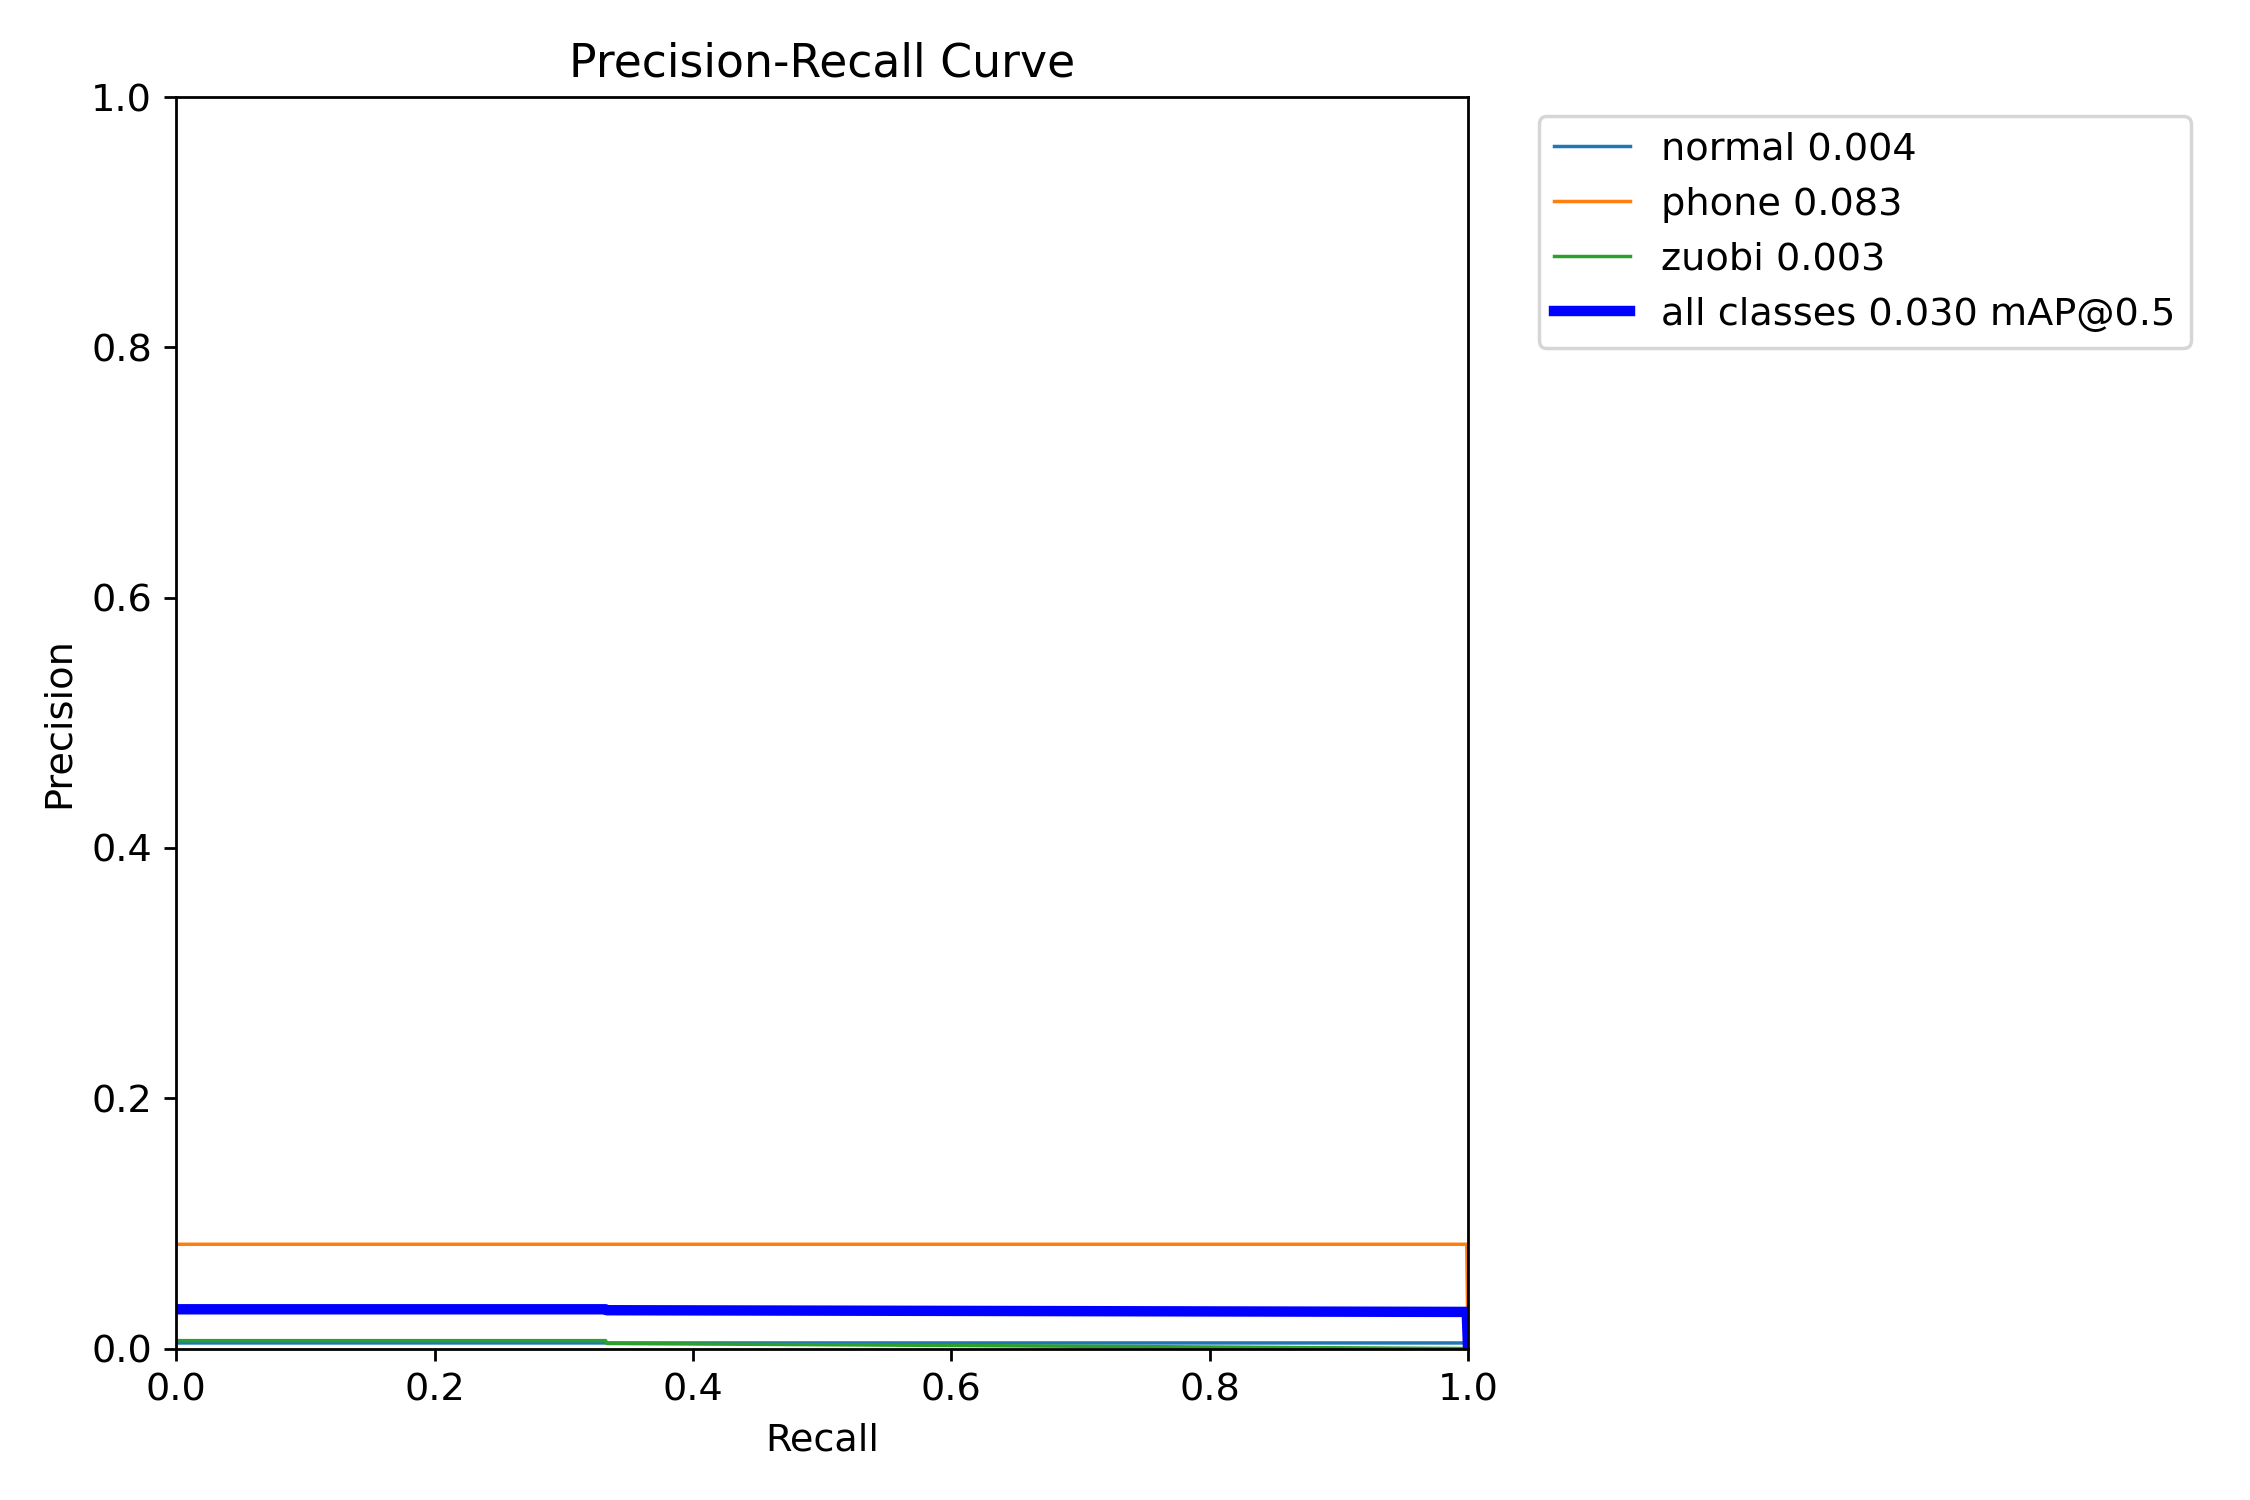 Precision-Recall Curve
1.0
0.8
0.6
0.4
0.2
0.0
Precision
0.0 0.2 0.4 0.6 0.8 1.0
Recall
normal 0.004
phone 0.083
zuobi 0.003
all classes 0.030 mAP@0.5